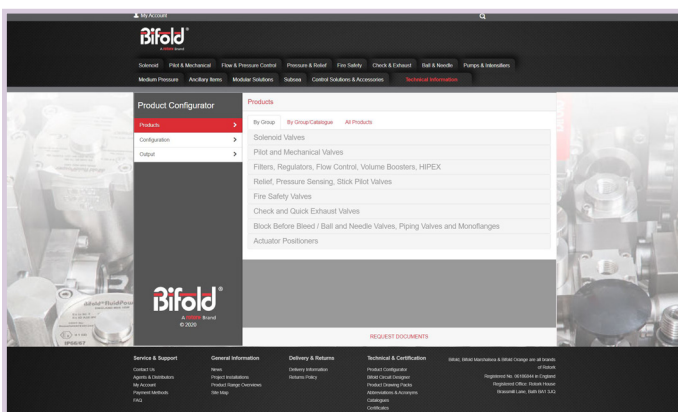 My Account
Bifold®
A rotork Brand
Solenoid Pilot & Mechanical Flow & Pressure Control Pressure & Relief Fire Safety Check & Exhaust Ball & Needle Pumps & Intensifiers
Medium Pressure Ancillary Items Modular Solutions Subsea Control Solutions & Accessories Technical Information
Product Configurator
Products
Configuration
Output
Products
By Group By Group/Catalogue All Products
Solenoid Valves
Pilot and Mechanical Valves
Filters, Regulators, Flow Control, Volume Boosters, HIPEX
Relief, Pressure Sensing, Stick Pilot Valves
Fire Safety Valves
Check and Quick Exhaust Valves
Block Before Bleed / Ball and Needle Valves, Piping Valves and Monoflanges
Actuator Positioners
Bifold®
A rotork Brand
© 2020
IP66/67
REQUEST DOCUMENTS
Service & Support
Contact Us
Agents & Distributors
My Account
Payment Methods
FAQ
General Information
News
Project Installations
Product Range Overviews
Site Map
Delivery & Returns
Delivery Information
Returns Policy
Technical & Certification
Product Configurator
Bifold Circuit Designer
Product Drawing Packs
Abbreviations & Acronyms
Catalogues
Certificates
Bifold, Bifold Marshalsea & Bifold Orange are all brands
of Rotork
Registered No. 06190944 in England
Registered Office: Rotork House
Brassmill Lane, Bath BA1 3JQ